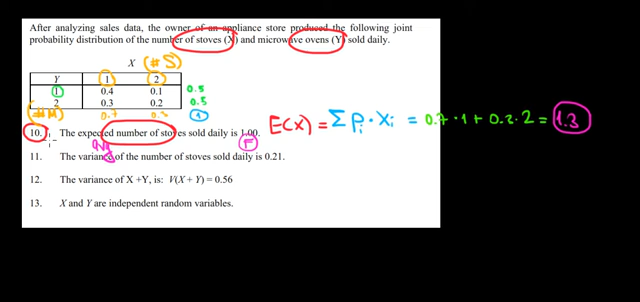 After analyzing sales data, the owner of an appliance store produced the following joint
probability distribution of the number of stoves (X) and microwave ovens (Y) sold daily.
X (#S)
Y 1 2
1 0.4 0.1 0.5
2 0.3 0.2 0.5
(#M) 0.7 0.3 1
10. The expected number of stoves sold daily is 1.00. F
E(X) = Σ Pi · Xi = 0.7 · 1 + 0.3 · 2 = 1.3
avg
11. The variance of the number of stoves sold daily is 0.21.
12. The variance of X +Y, is: V(X + Y) = 0.56
13. X and Y are independent random variables.